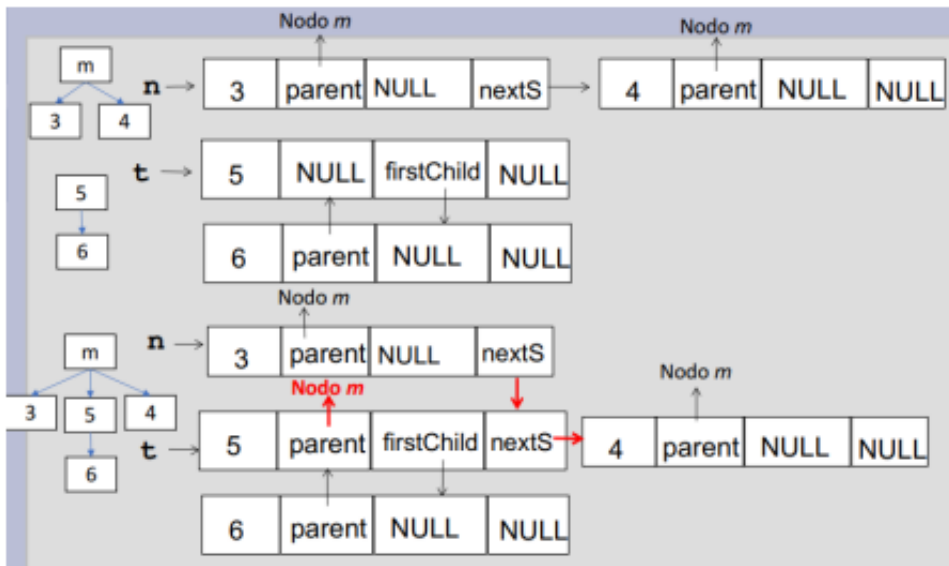 Nodo m
Nodo m
m
n
3
parent
NULL
nextS
4
parent
NULL
NULL
3
4
t
5
NULL
firstChild
NULL
5
6
6
parent
NULL
NULL
Nodo m
n
3
parent
NULL
nextS
m
Nodo m
Nodo m
3
5
4
t
5
parent
firstChild
nextS
4
parent
NULL
NULL
6
6
parent
NULL
NULL